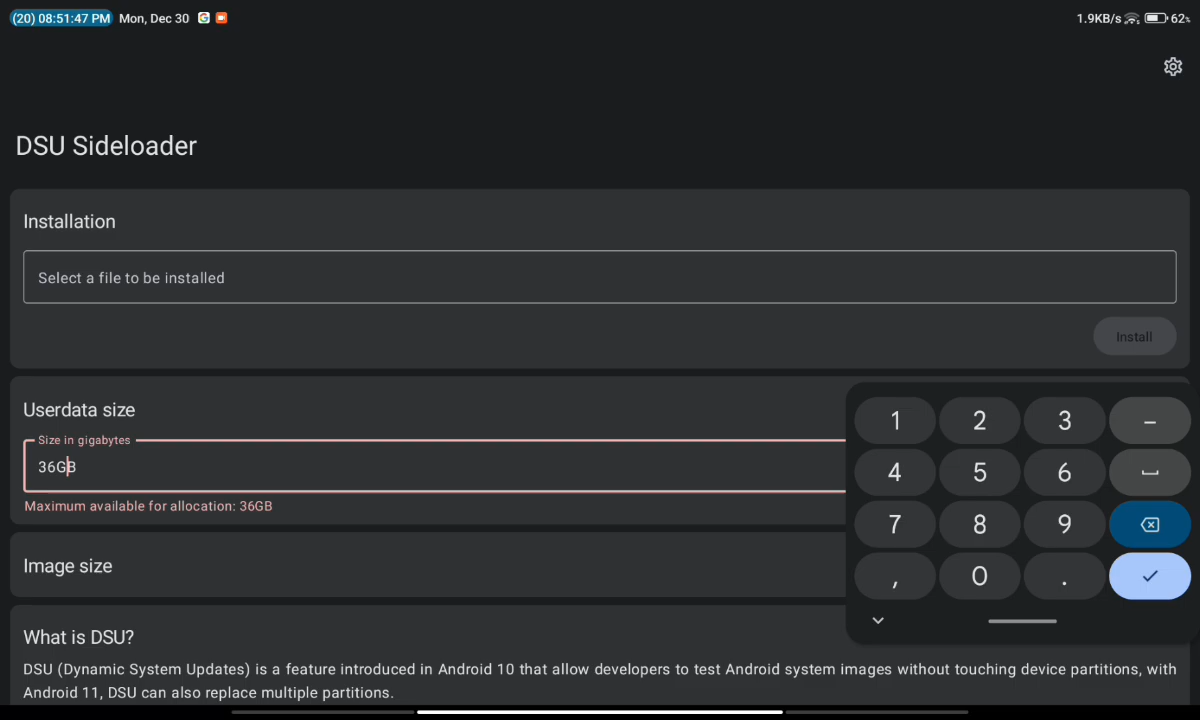 (20) 08:51:47 PM Mon, Dec 30 1.9KB/s 62%
DSU Sideloader
Installation
Select a file to be installed
Install
Userdata size
Size in gigabytes
36GB
Maximum available for allocation: 36GB
Image size
What is DSU?
DSU (Dynamic System Updates) is a feature introduced in Android 10 that allow developers to test Android system images without touching device partitions, with
Android 11, DSU can also replace multiple partitions.
1 2 3 –
4 5 6
7 8 9
, 0 .